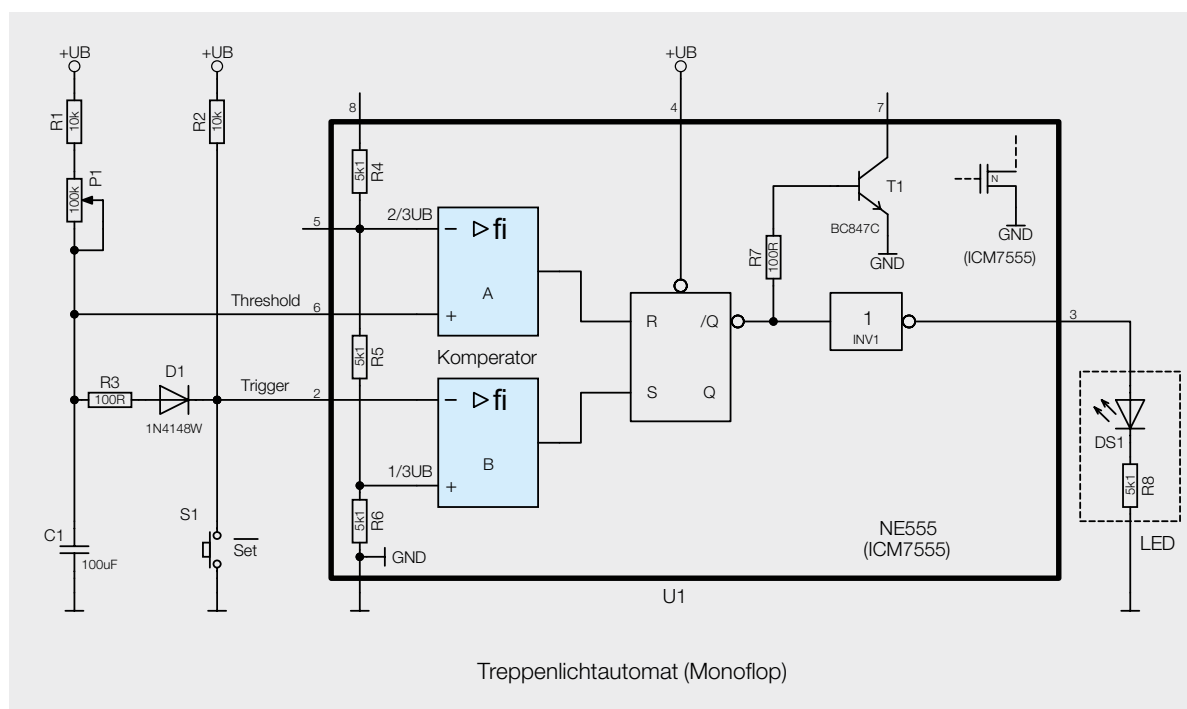 +UB
+UB
+UB
R1
10k
R2
10k
P1
100k
8
4
7
5k1
R4
5
2/3UB
− ▷fi
A
+
Threshold
6
R5
5k1
Komperator
R3
100R
D1
1N4148W
Trigger
2
− ▷fi
B
+
1/3UB
R6
5k1
GND
C1
100uF
S1
Set
R
/Q
S
Q
R7
100R
T1
BC847C
GND
N
GND
(ICM7555)
1
INV1
3
DS1
5k1
R8
LED
NE555
(ICM7555)
U1
Treppenlichtautomat (Monoflop)